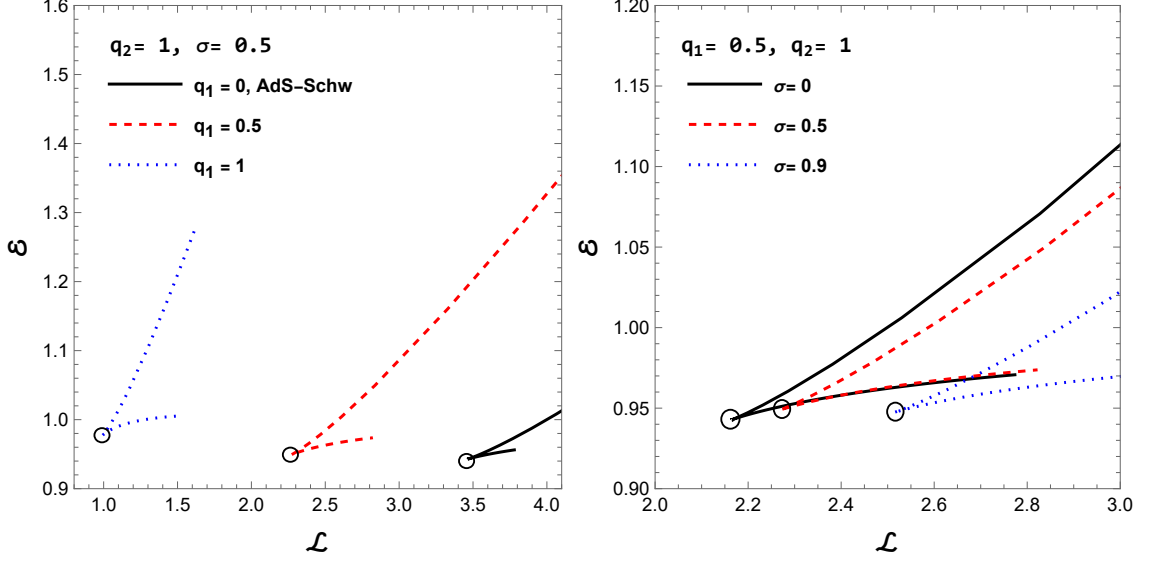 q₂= 1, σ= 0.5
q₁ = 0, AdS-Schw
q₁ = 0.5
q₁ = 1
1.6
1.5
1.4
1.3
1.2
1.1
1.0
0.9
ℰ
1.0 1.5 2.0 2.5 3.0 3.5 4.0
ℒ
q₁= 0.5, q₂= 1
σ= 0
σ= 0.5
σ= 0.9
1.20
1.15
1.10
1.05
1.00
0.95
0.90
ℰ
2.0 2.2 2.4 2.6 2.8 3.0
ℒ